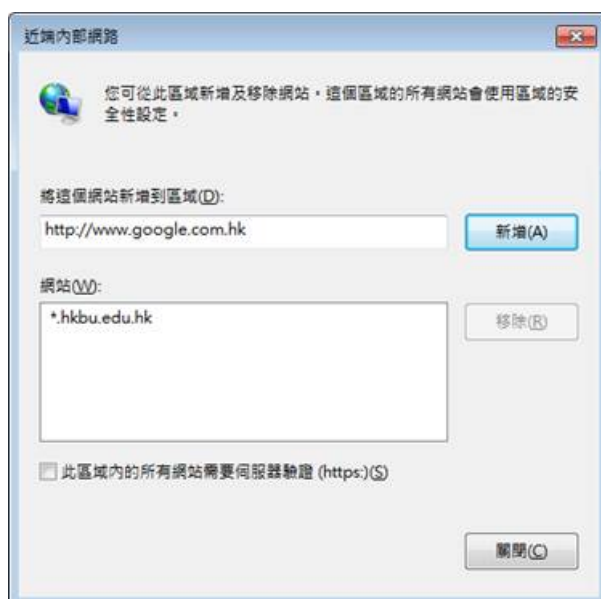 近端內部網路
您可從此區域新增及移除網站。這個區域的所有網站會使用區域的安
全性設定。
將這個網站新增到區域(D):
http://www.google.com.hk
新增(A)
網站(W):
*.hkbu.edu.hk
移除(R)
此區域內的所有網站需要伺服器驗證 (https:)(S)
關閉(C)